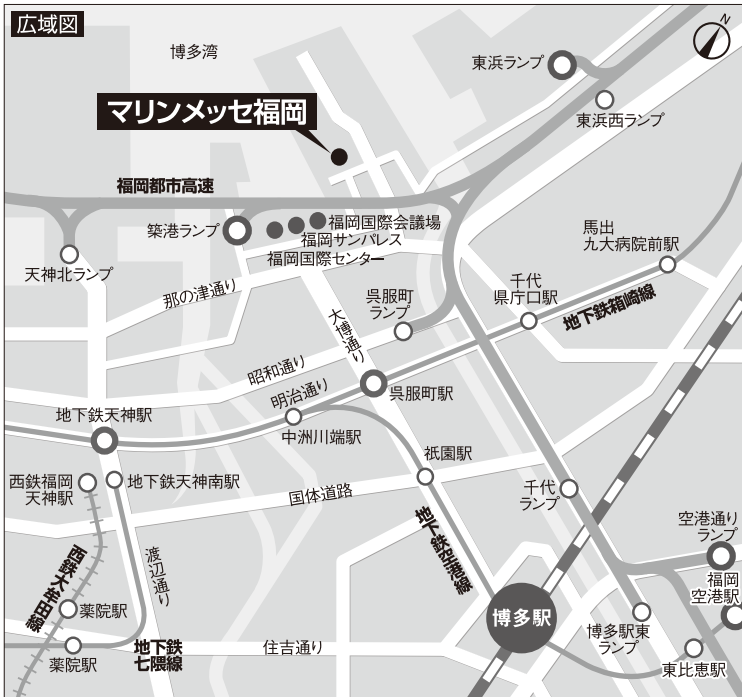 広域図
N
博多湾
東浜ランプ
マリンメッセ福岡
東浜西ランプ
福岡都市高速
築港ランプ
福岡国際会議場
福岡サンパレス
福岡国際センター
馬出
九大病院前駅
天神北ランプ
那の津通り
呉服町
ランプ
千代
県庁口駅
大博通り
地下鉄箱崎線
昭和通り
明治通り
呉服町駅
地下鉄天神駅
中洲川端駅
祇園駅
西鉄福岡
天神駅
地下鉄天神南駅
国体道路
千代
ランプ
空港通り
ランプ
地下鉄空港線
渡辺通り
西鉄大牟田線
福岡
空港駅
薬院駅
博多駅
博多駅東
ランプ
地下鉄
七隈線
住吉通り
薬院駅
東比恵駅